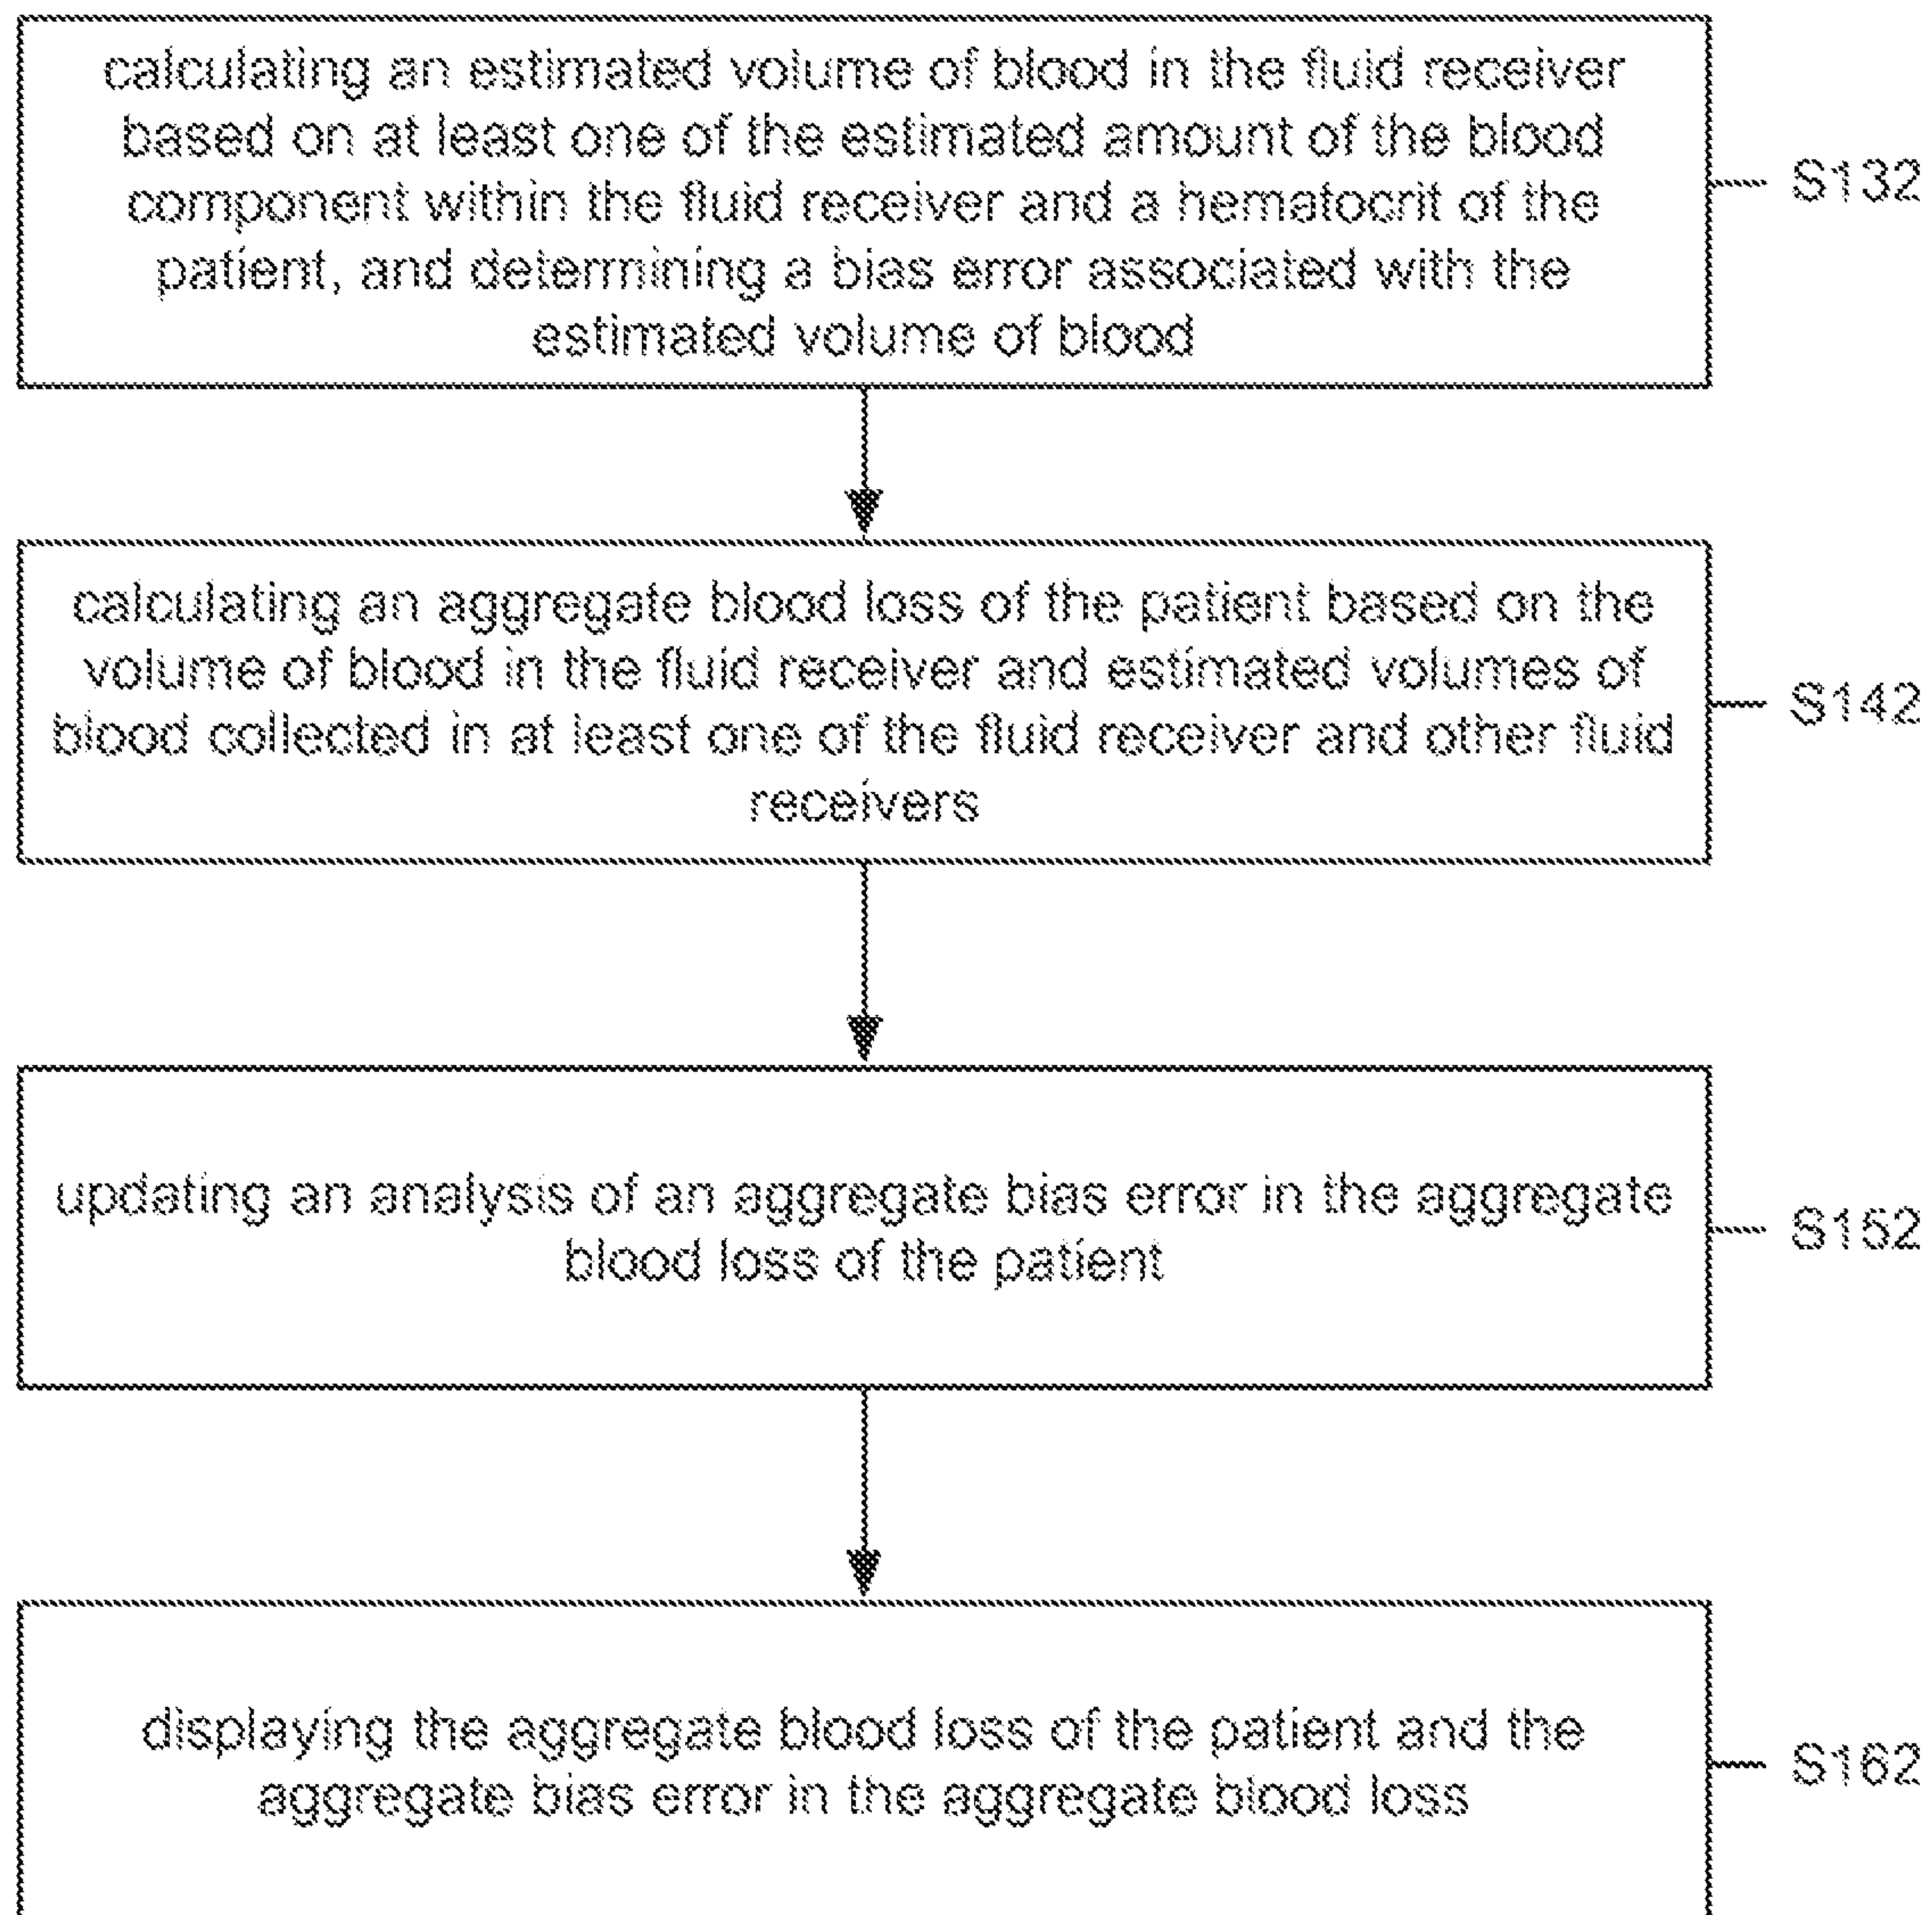 calculating an estimated volume of blood in the fluid receiver
based on at least one of the estimated amount of the blood
component within the fluid receiver and a hematocrit of the
patient, and determining a bias error associated with the
estimated volume of blood
S132
calculating an aggregate blood loss of the patient based on the
volume of blood in the fluid receiver and estimated volumes of
blood collected in at least one of the fluid receiver and other fluid
receivers
S142
updating an analysis of an aggregate bias error in the aggregate
blood loss of the patient
S152
displaying the aggregate blood loss of the patient and the
aggregate bias error in the aggregate blood loss
S162